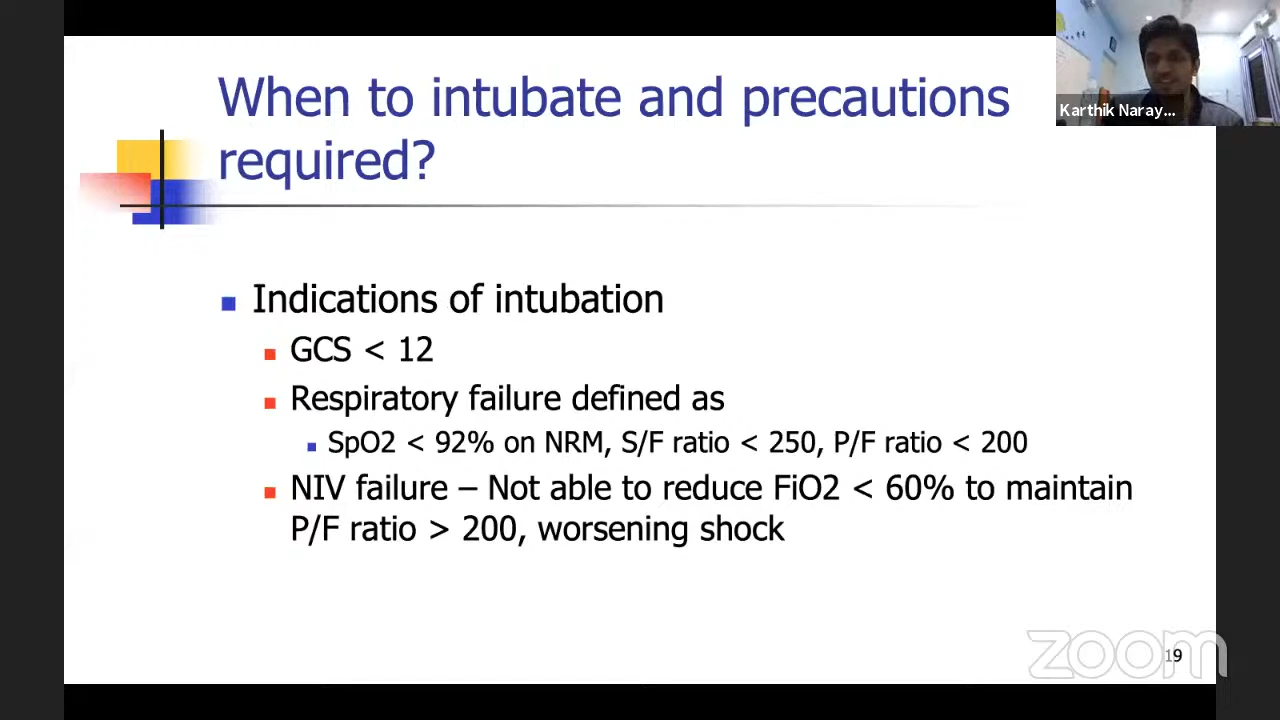 When to intubate and precautions
required?
Karthik Naray...
Indications of intubation
GCS < 12
Respiratory failure defined as
SpO2 < 92% on NRM, S/F ratio < 250, P/F ratio < 200
NIV failure – Not able to reduce FiO2 < 60% to maintain
P/F ratio > 200, worsening shock
zoom
19